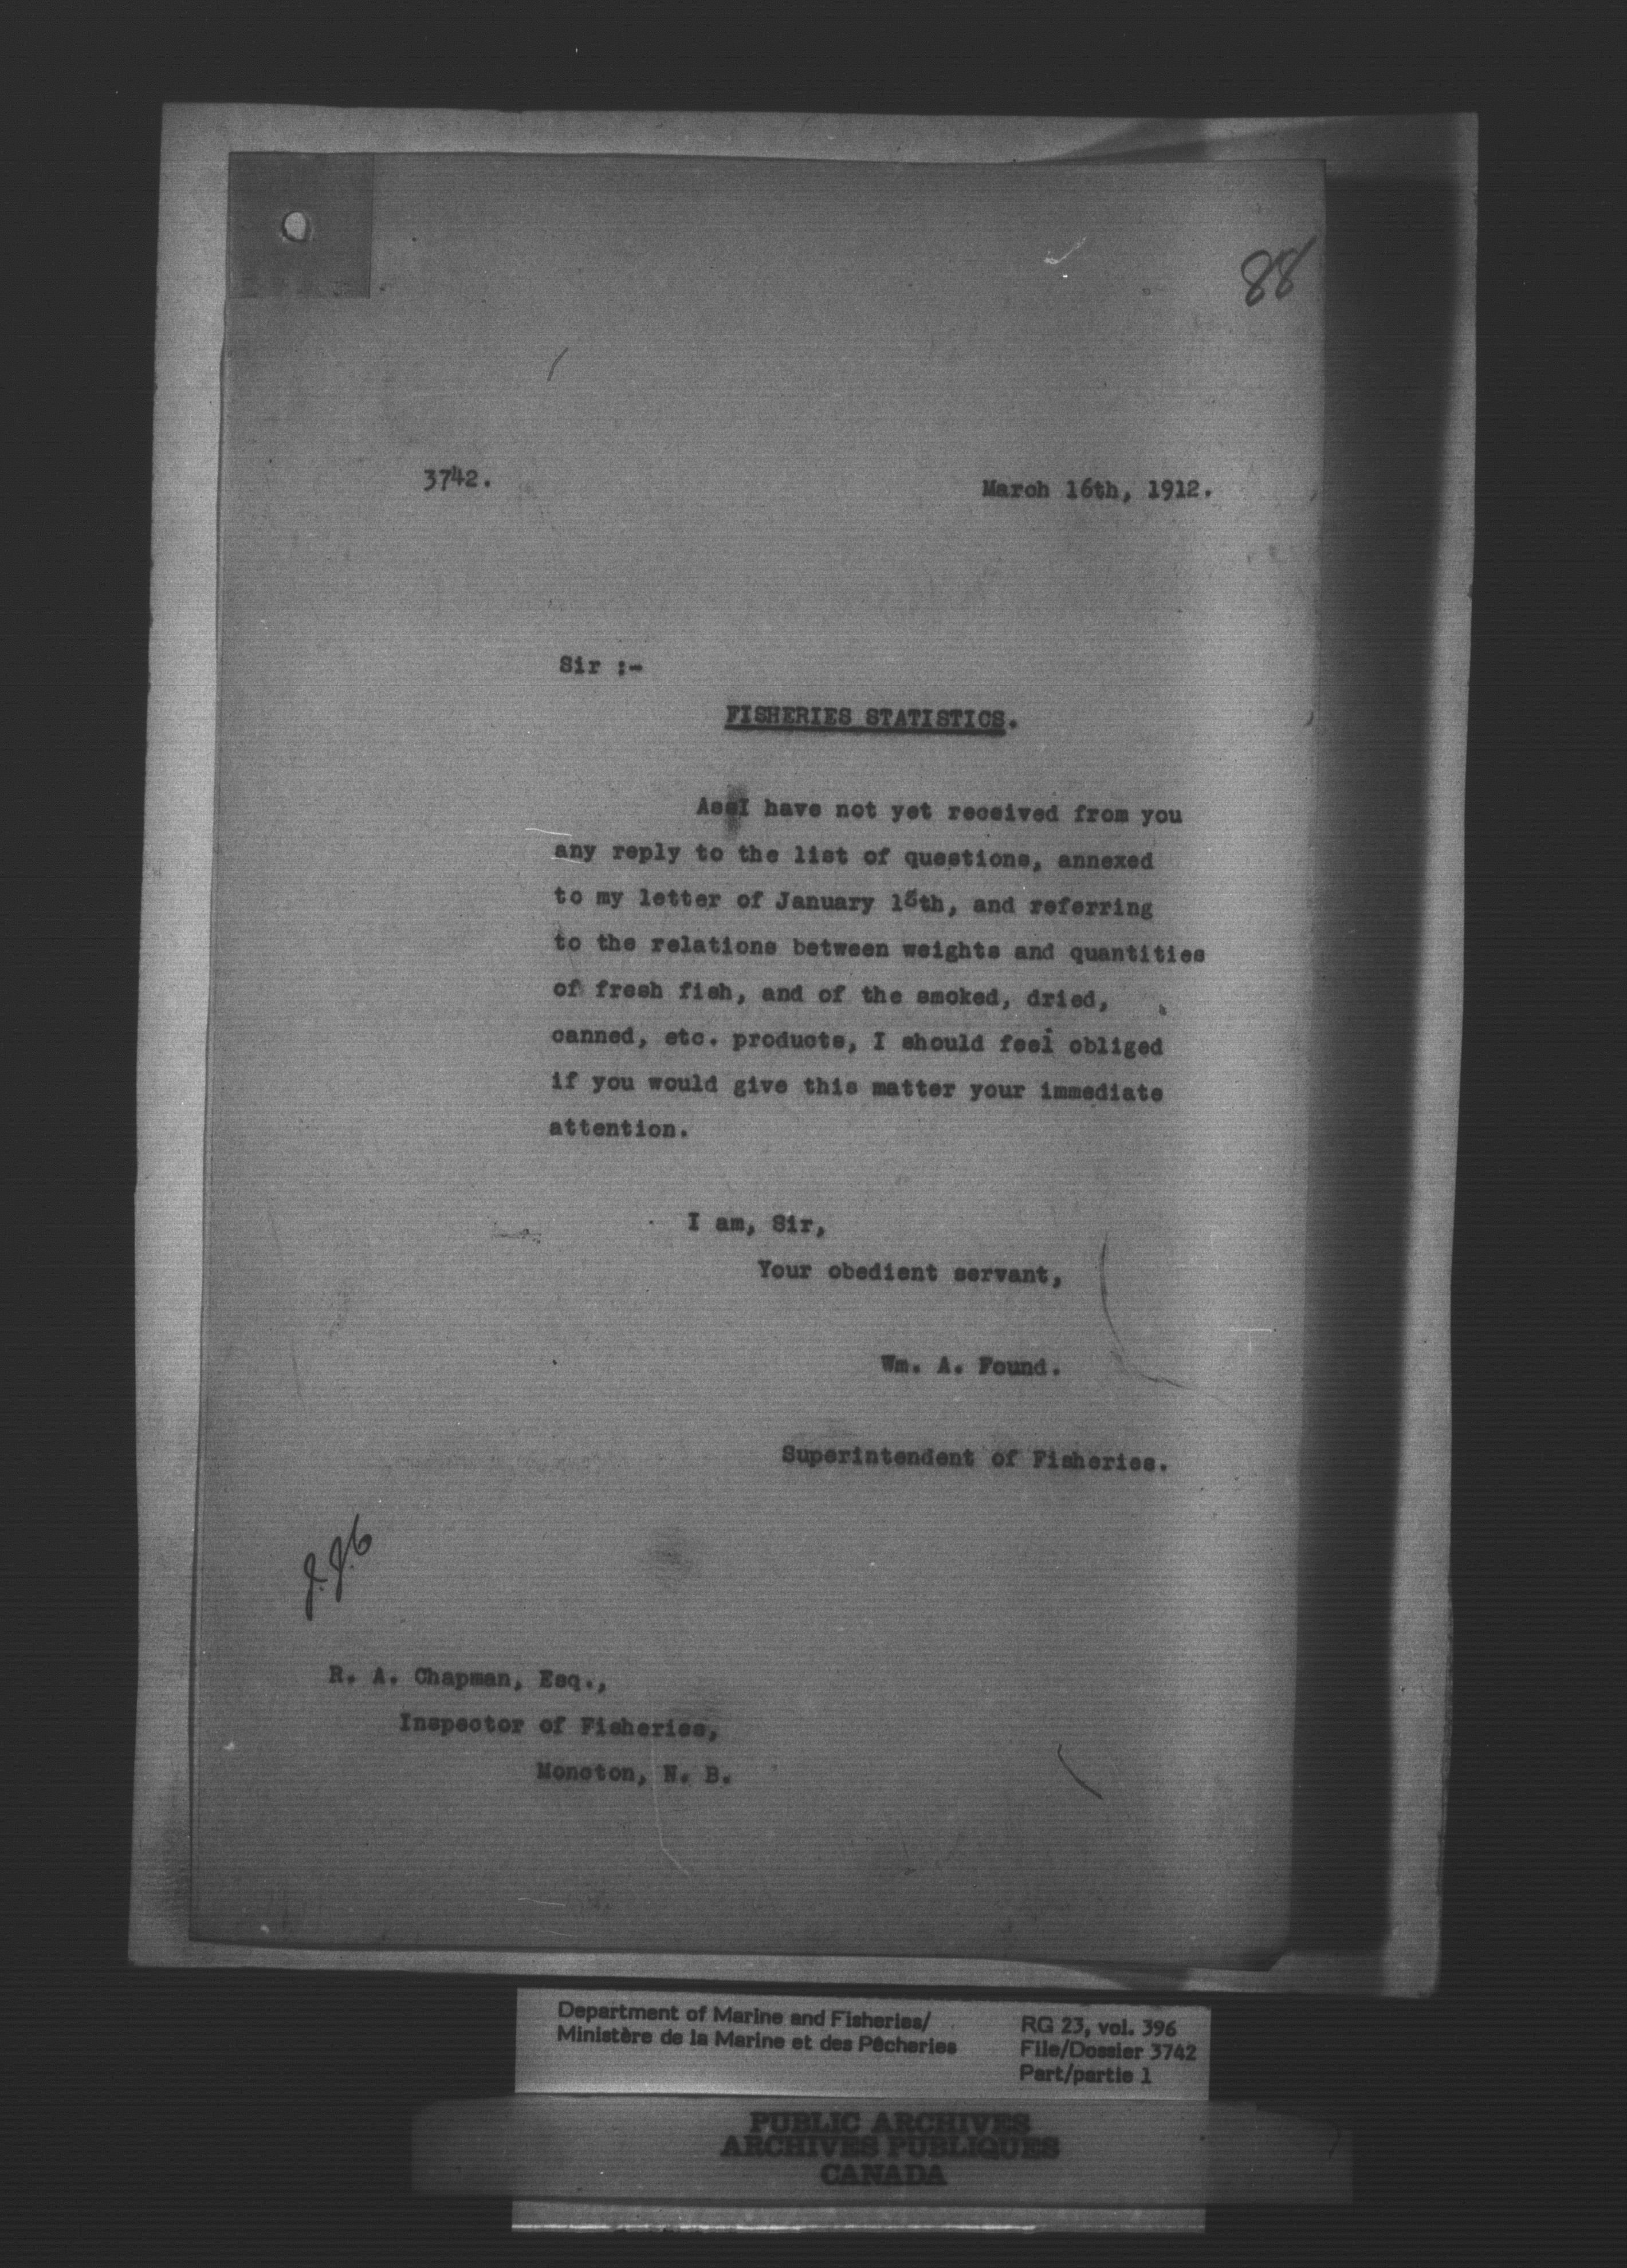 88
3742.
March 16th, 1912.
Sir :-
FISHERIES STATISTICS.
As I have not yet received from you
any reply to the list of questions, annexed
to my letter of January
and referring
to the relations between weights and quantities
of fresh fish, and of the smoked, dried,
canned, etc. products, I should feel obliged
if you would give this matter your immediate
attention.
I am, Sir,
Your obedient servant,
Wm. A. Found.
Superintendent of Fisheries.
R. A. Chapman, Esq.,
Inspector of Fisheries,
Moncton, N. B.
Department of Marine and Fisheries/
Ministère de la Marine et des Pêcheries
RG 23, vol. 396
File/Dossier 3742
Part/partie 1
PUBLIC ARCHIVES
ARCHIVES PUBLIQUES
CANADA